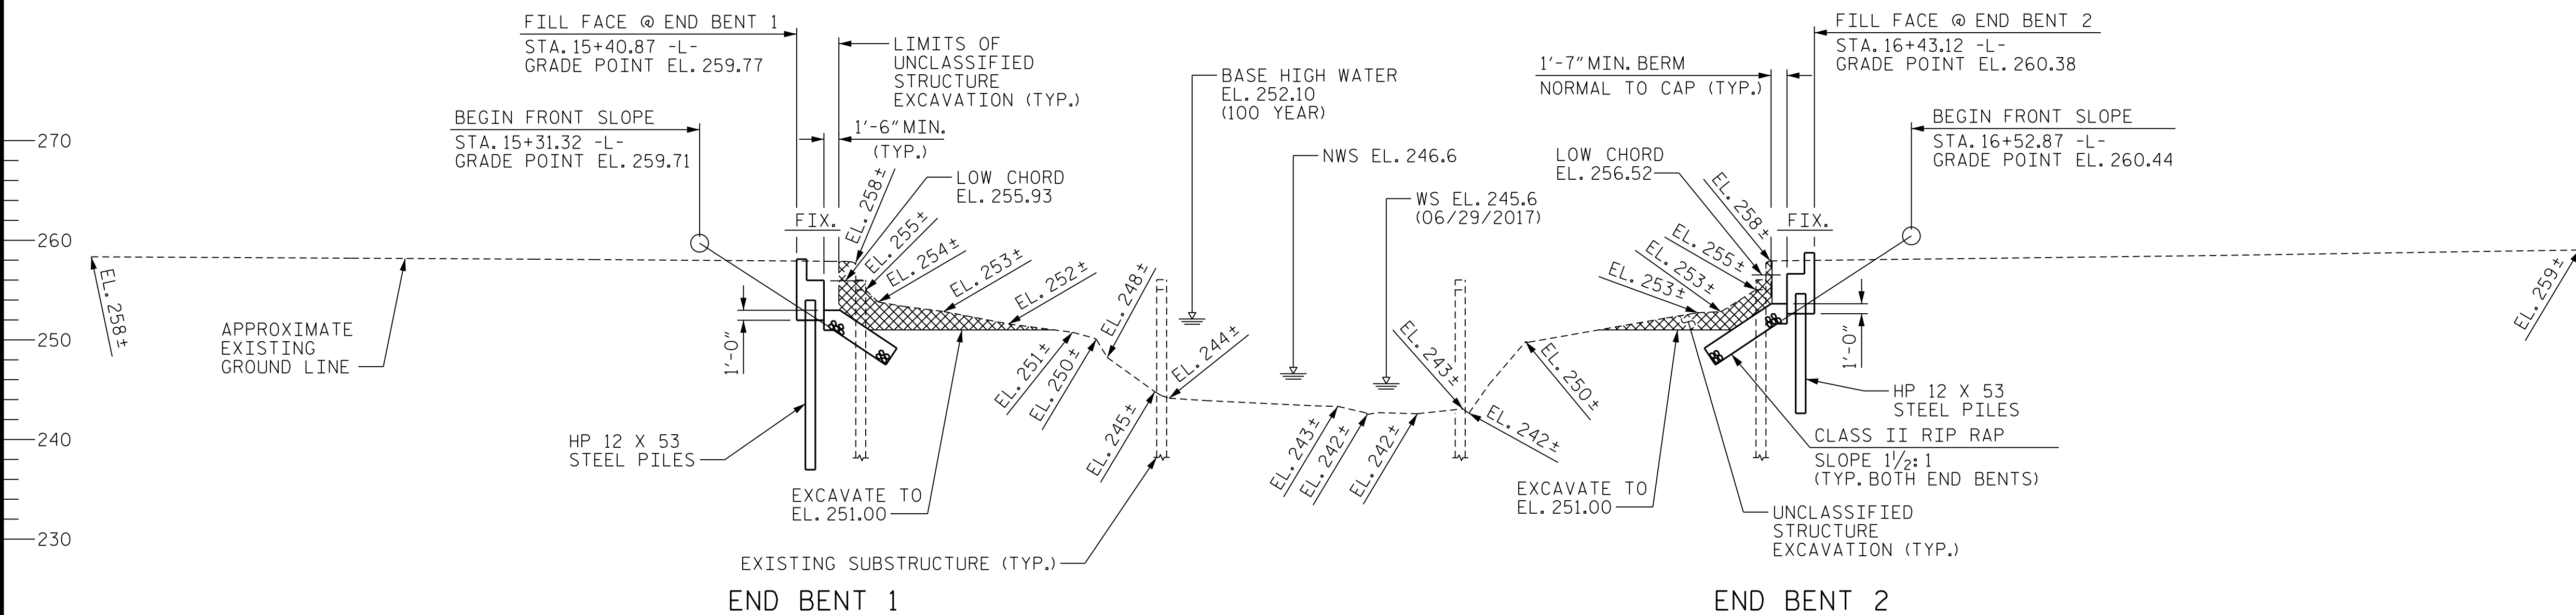 FILL FACE @ END BENT 1
STA. 15+40.87 -L-
GRADE POINT EL. 259.77
LIMITS OF
UNCLASSIFIED
STRUCTURE
EXCAVATION (TYP.)
BEGIN FRONT SLOPE
STA. 15+31.32 -L-
GRADE POINT EL. 259.71
1'-6" MIN.
(TYP.)
LOW CHORD
EL. 255.93
BASE HIGH WATER
EL. 252.10
(100 YEAR)
NWS EL. 246.6
WS EL. 245.6
(06/29/2017)
1'-7" MIN. BERM
NORMAL TO CAP (TYP.)
FILL FACE @ END BENT 2
STA. 16+43.12 -L-
GRADE POINT EL. 260.38
BEGIN FRONT SLOPE
STA. 16+52.87 -L-
GRADE POINT EL. 260.44
LOW CHORD
EL. 256.52
270
260
250
240
230
FIX.
FIX.
EL. 258±
EL. 258±
EL. 255±
EL. 254±
EL. 253±
EL. 252±
EL. 248±
EL. 251±
EL. 250±
EL. 245±
EL. 244±
EL. 243±
EL. 242±
EL. 242±
EL. 243±
EL. 242±
EL. 250±
EL. 253±
EL. 253±
EL. 255±
EL. 258±
EL. 259±
APPROXIMATE
EXISTING
GROUND LINE
1'-0"
1'-0"
HP 12 X 53
STEEL PILES
EXCAVATE TO
EL. 251.00
EXISTING SUBSTRUCTURE (TYP.)
EXCAVATE TO
EL. 251.00
HP 12 X 53
STEEL PILES
CLASS II RIP RAP
SLOPE 1 1/2: 1
(TYP. BOTH END BENTS)
UNCLASSIFIED
STRUCTURE
EXCAVATION (TYP.)
END BENT 1
END BENT 2